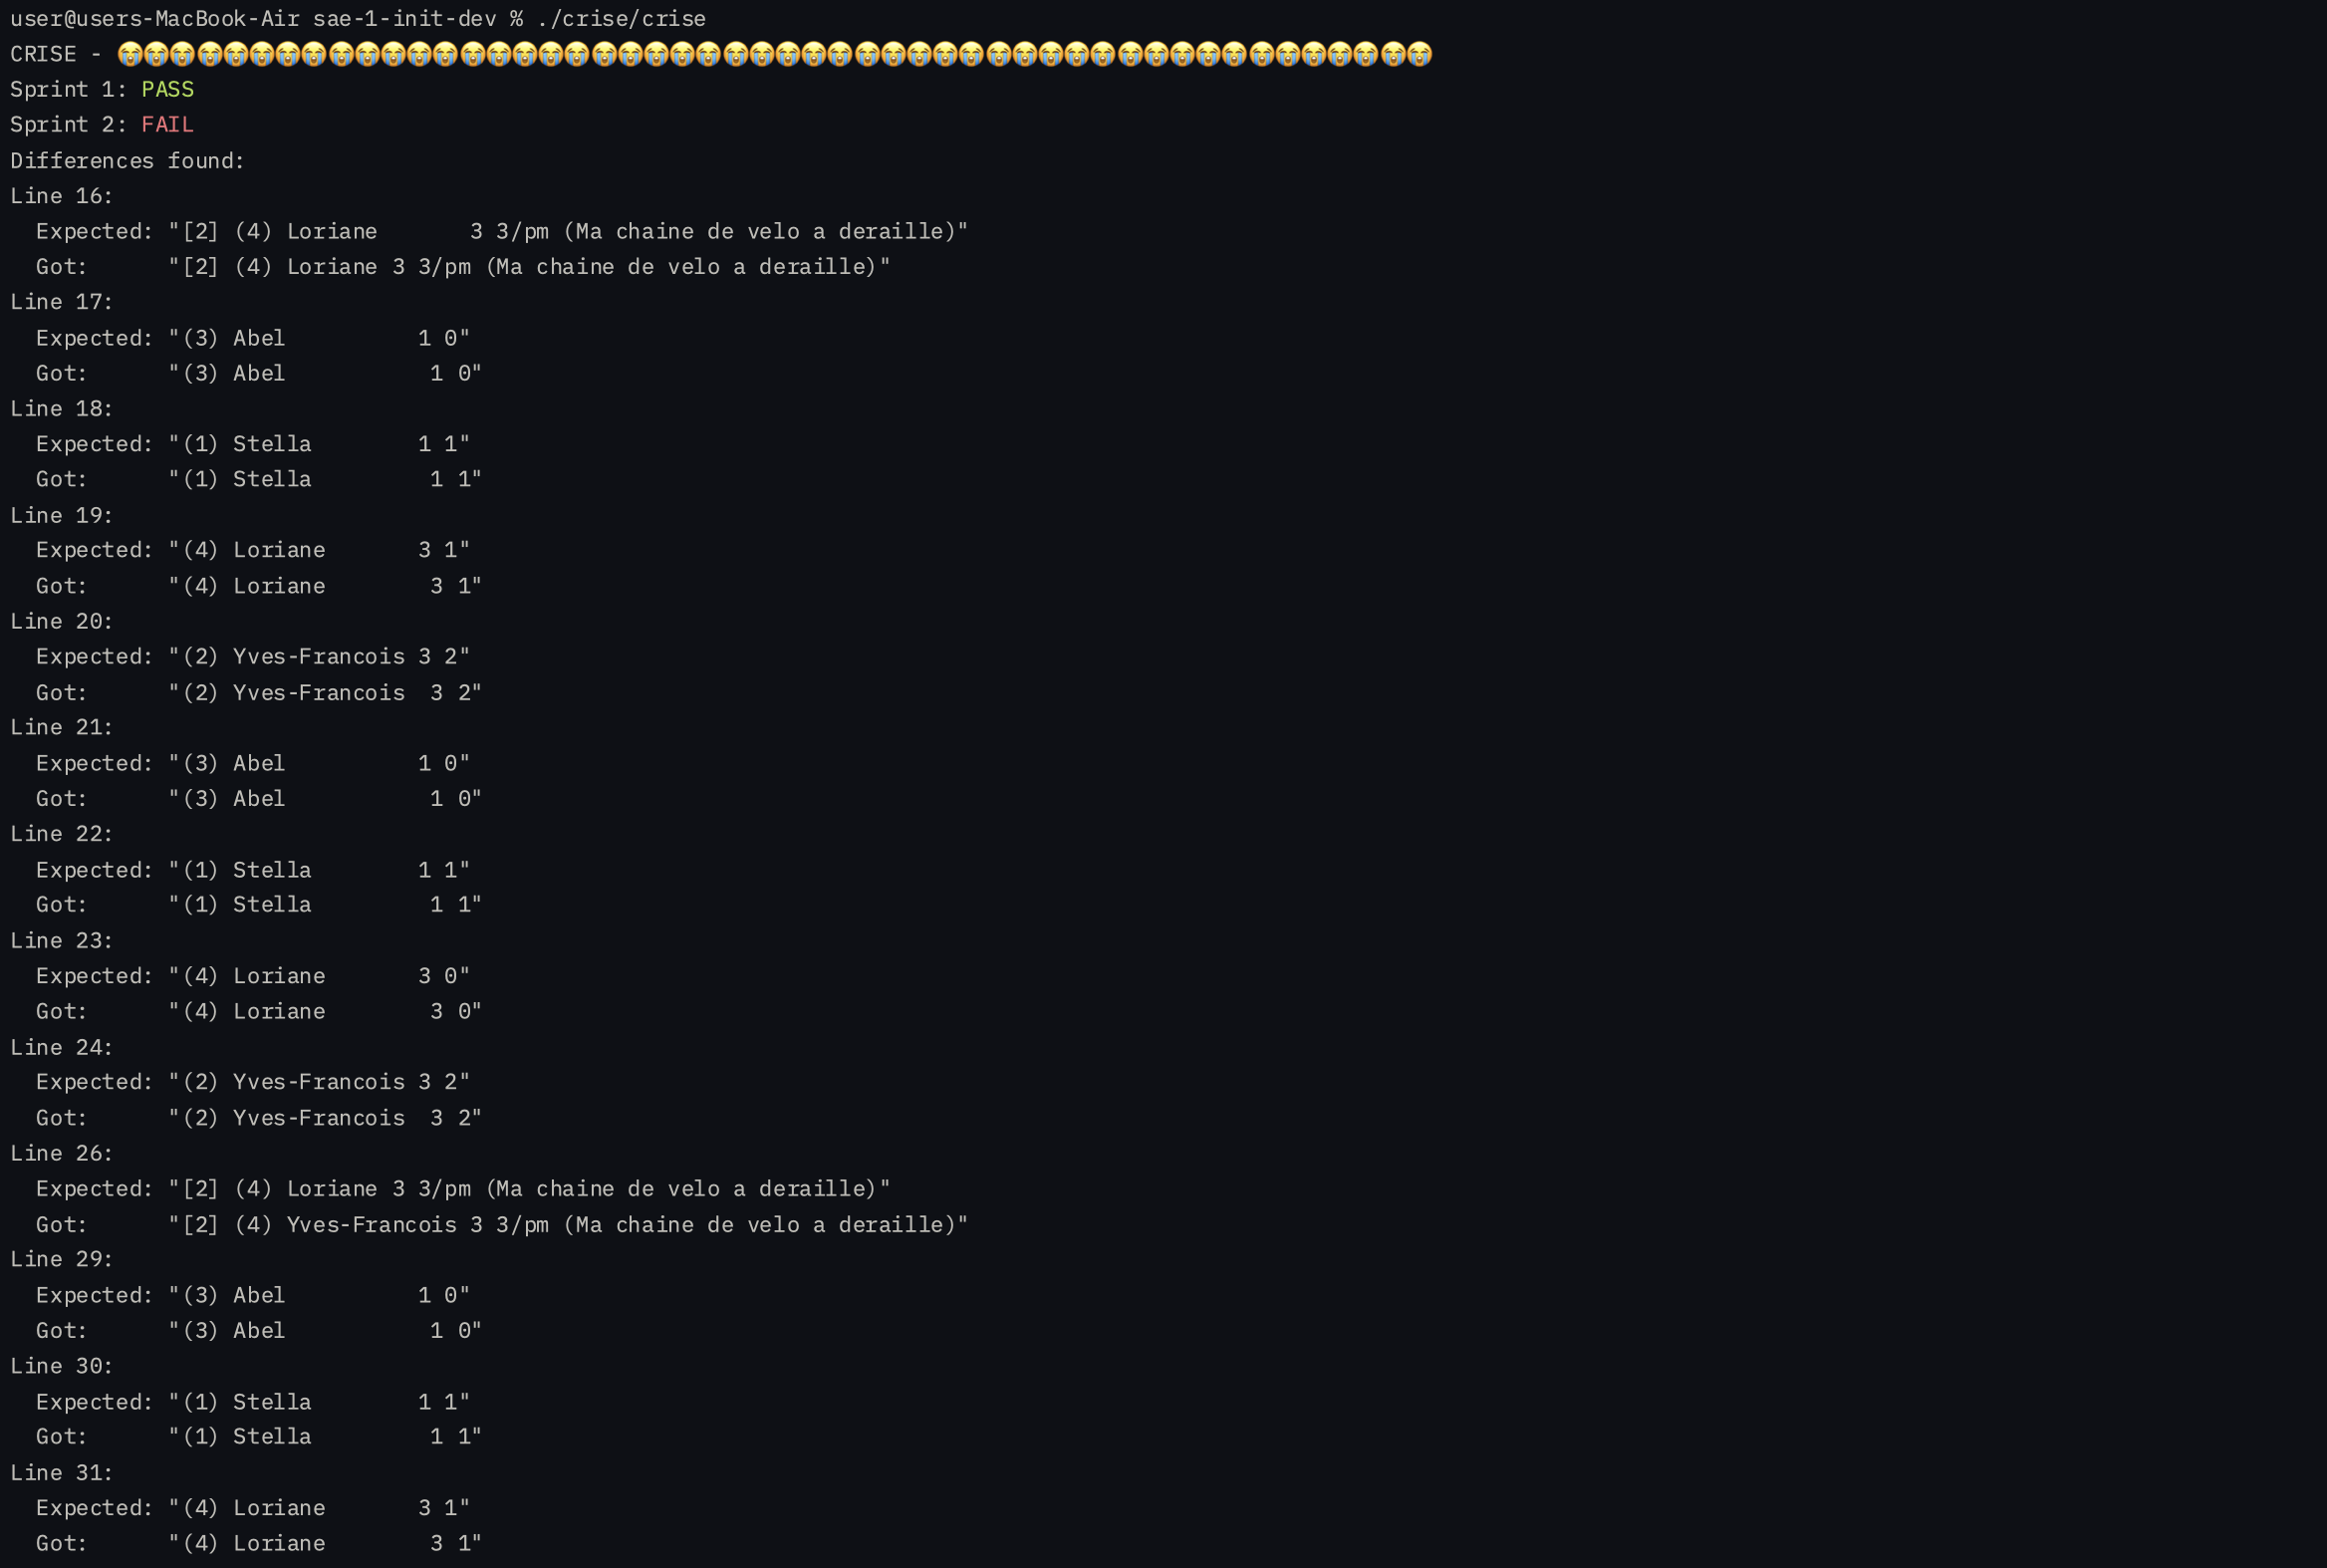 user@users-MacBook-Air sae-1-init-dev % ./crise/crise
CRISE - 😭😭😭😭😭😭😭😭😭😭😭😭😭😭😭😭😭😭😭😭😭😭😭😭😭😭😭😭😭😭😭😭😭😭😭😭😭😭😭😭😭😭😭😭😭😭😭😭😭😭
Sprint 1: PASS
Sprint 2: FAIL
Differences found:
Line 16:
  Expected: "[2] (4) Loriane       3 3/pm (Ma chaine de velo a deraille)"
  Got:      "[2] (4) Loriane 3 3/pm (Ma chaine de velo a deraille)"
Line 17:
  Expected: "(3) Abel          1 0"
  Got:      "(3) Abel           1 0"
Line 18:
  Expected: "(1) Stella        1 1"
  Got:      "(1) Stella         1 1"
Line 19:
  Expected: "(4) Loriane       3 1"
  Got:      "(4) Loriane        3 1"
Line 20:
  Expected: "(2) Yves-Francois 3 2"
  Got:      "(2) Yves-Francois  3 2"
Line 21:
  Expected: "(3) Abel          1 0"
  Got:      "(3) Abel           1 0"
Line 22:
  Expected: "(1) Stella        1 1"
  Got:      "(1) Stella         1 1"
Line 23:
  Expected: "(4) Loriane       3 0"
  Got:      "(4) Loriane        3 0"
Line 24:
  Expected: "(2) Yves-Francois 3 2"
  Got:      "(2) Yves-Francois  3 2"
Line 26:
  Expected: "[2] (4) Loriane 3 3/pm (Ma chaine de velo a deraille)"
  Got:      "[2] (4) Yves-Francois 3 3/pm (Ma chaine de velo a deraille)"
Line 29:
  Expected: "(3) Abel          1 0"
  Got:      "(3) Abel           1 0"
Line 30:
  Expected: "(1) Stella        1 1"
  Got:      "(1) Stella         1 1"
Line 31:
  Expected: "(4) Loriane       3 1"
  Got:      "(4) Loriane        3 1"